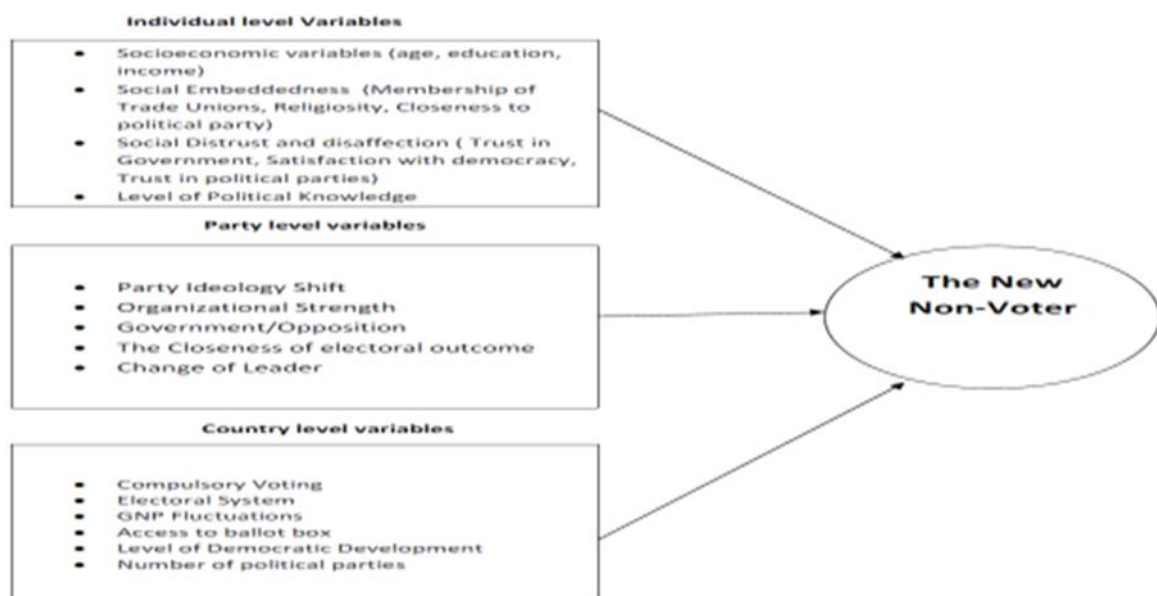 Individual level Variables
• Socioeconomic variables (age, education,
income)
• Social Embeddedness (Membership of
Trade Unions, Religiosity, Closeness to
political party)
• Social Distrust and disaffection ( Trust in
Government, Satisfaction with democracy,
Trust in political parties)
• Level of Political Knowledge
Party level variables
• Party Ideology Shift
• Organizational Strength
• Government/Opposition
• The Closeness of electoral outcome
• Change of Leader
The New
Non-Voter
Country level variables
• Compulsory Voting
• Electoral System
• GNP Fluctuations
• Access to ballot box
• Level of Democratic Development
• Number of political parties